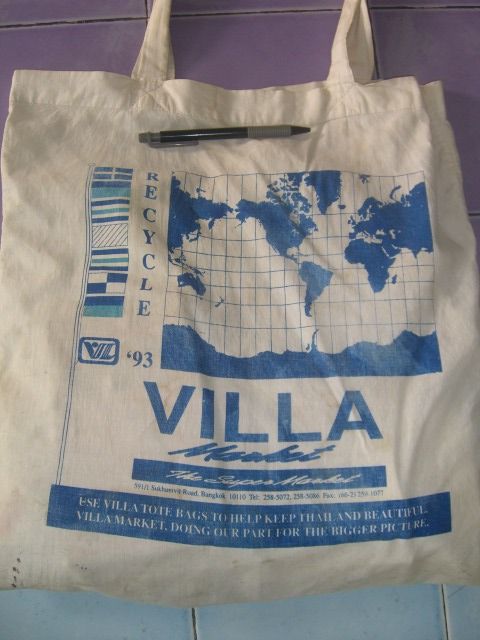 RECYCLE
VILLA
'93
VILLA
Market
The Super Market
591/1 Sukhumvit Road, Bangkok 10110 Tel: 258-5072, 258-5086 Fax: (66-2) 258-1077
USE VILLA TOTE BAGS TO HELP KEEP THAILAND BEAUTIFUL.
VILLA MARKET. DOING OUR PART FOR THE BIGGER PICTURE.